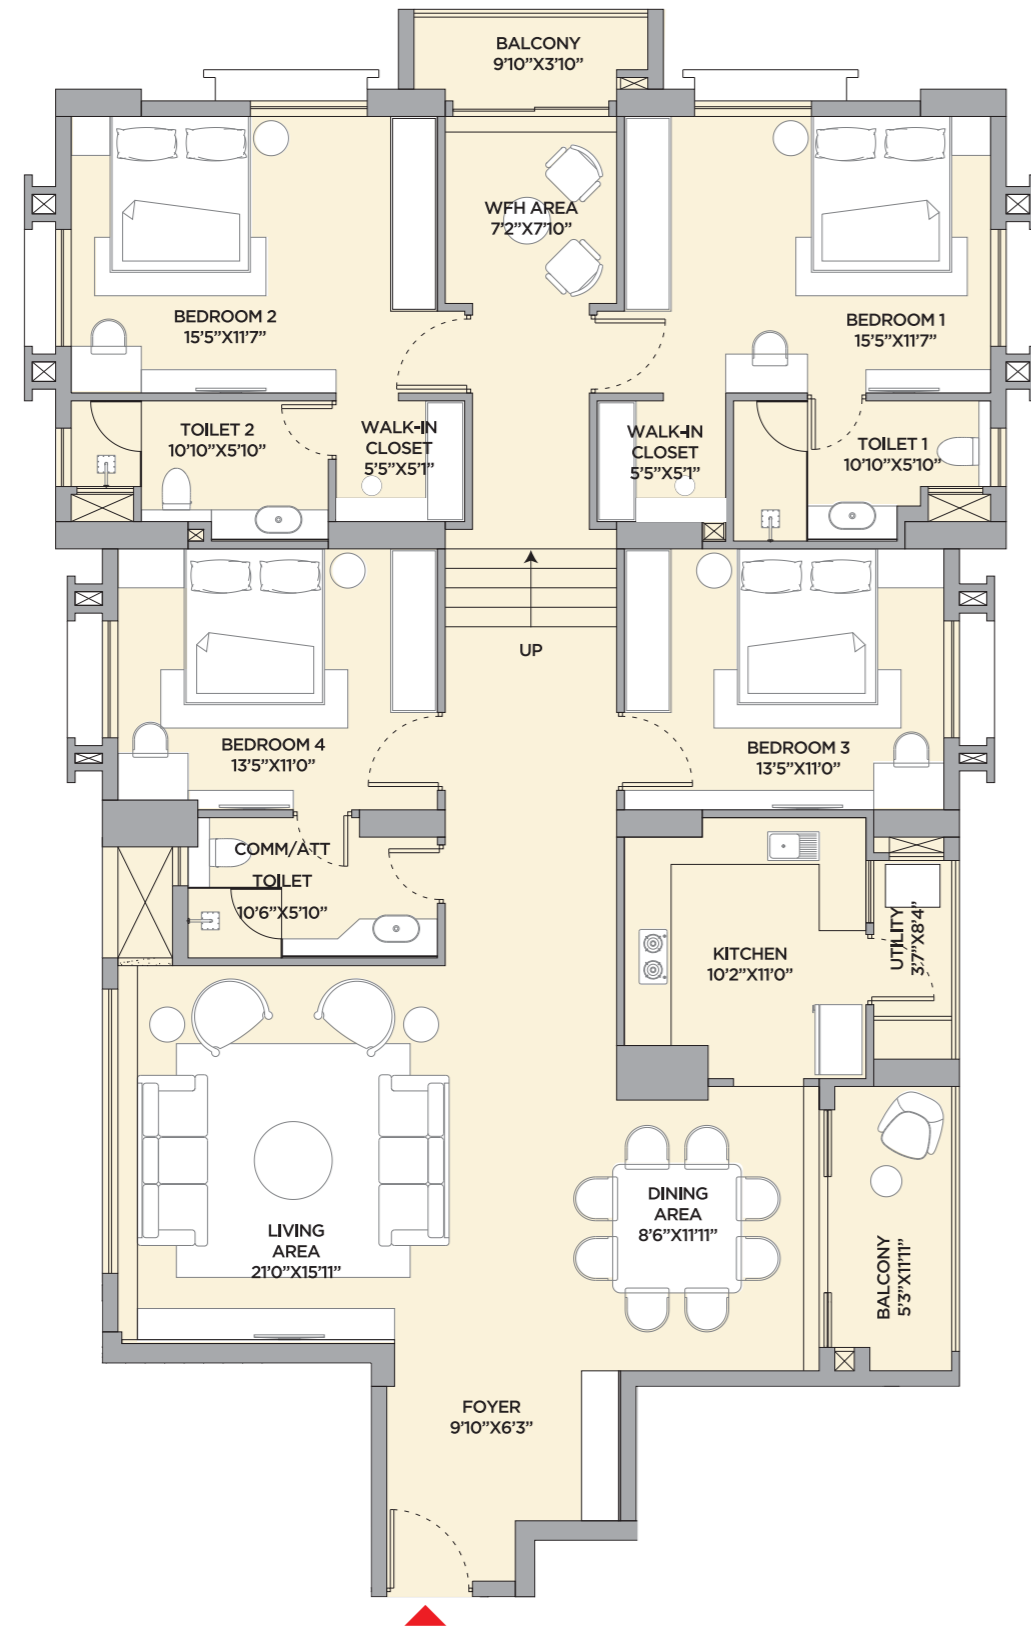 BALCONY
9'10”X3'10”
WFH AREA
7'2”X7'10”
BEDROOM 2
15'5”X11'7”
BEDROOM 1
15'5”X11'7”
TOILET 2
10'10”X5'10”
WALK-IN
CLOSET
5'5”X5'1”
WALK-IN
CLOSET
5'5”X5'1”
TOILET 1
10'10”X5'10”
UP
BEDROOM 4
13'5”X11'0”
BEDROOM 3
13'5”X11'0”
COMM/ATT
TOILET
10'6”X5'10”
KITCHEN
10'2”X11'0”
UTILITY
3'7”X8'4”
LIVING
AREA
21'0”X15'11”
DINING
AREA
8'6”X11'11”
BALCONY
5'3”X11'11”
FOYER
9'10”X6'3”